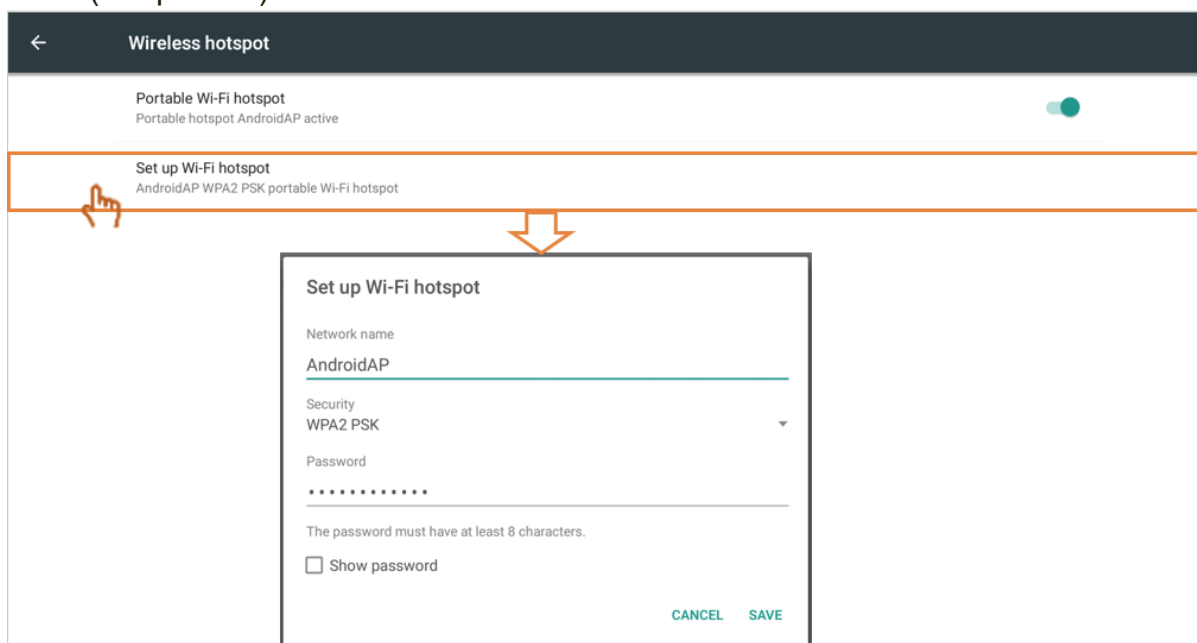 Wireless hotspot
Portable Wi-Fi hotspot
Portable hotspot AndroidAP active
Set up Wi-Fi hotspot
AndroidAP WPA2 PSK portable Wi-Fi hotspot
Set up Wi-Fi hotspot
Network name
AndroidAP
Security
WPA2 PSK
Password
............
The password must have at least 8 characters.
Show password
CANCEL SAVE